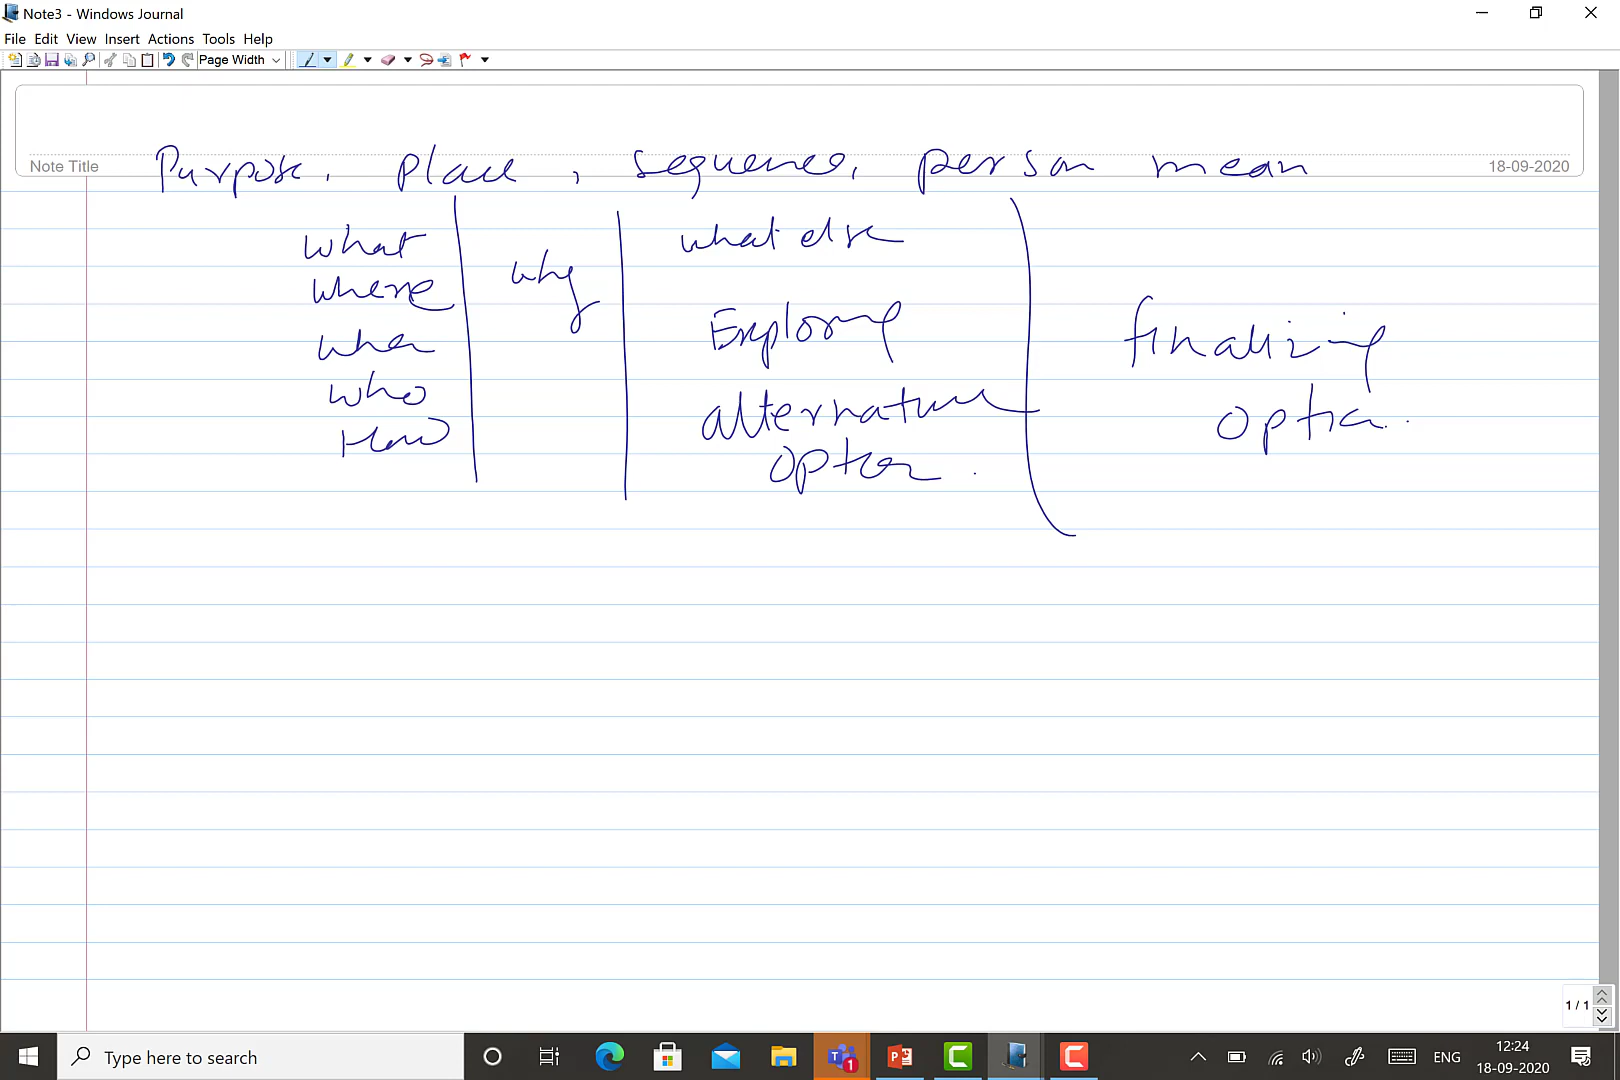 Note3 - Windows Journal
File Edit View Insert Actions Tools Help
Page Width
Note Title
18-09-2020
Purpose, place, sequence, person mean
what
where
when
who
How
why
what else
Exploring
alternature
option.
finalizing
option.
1 / 1
Type here to search
1
ENG
12:24
18-09-2020